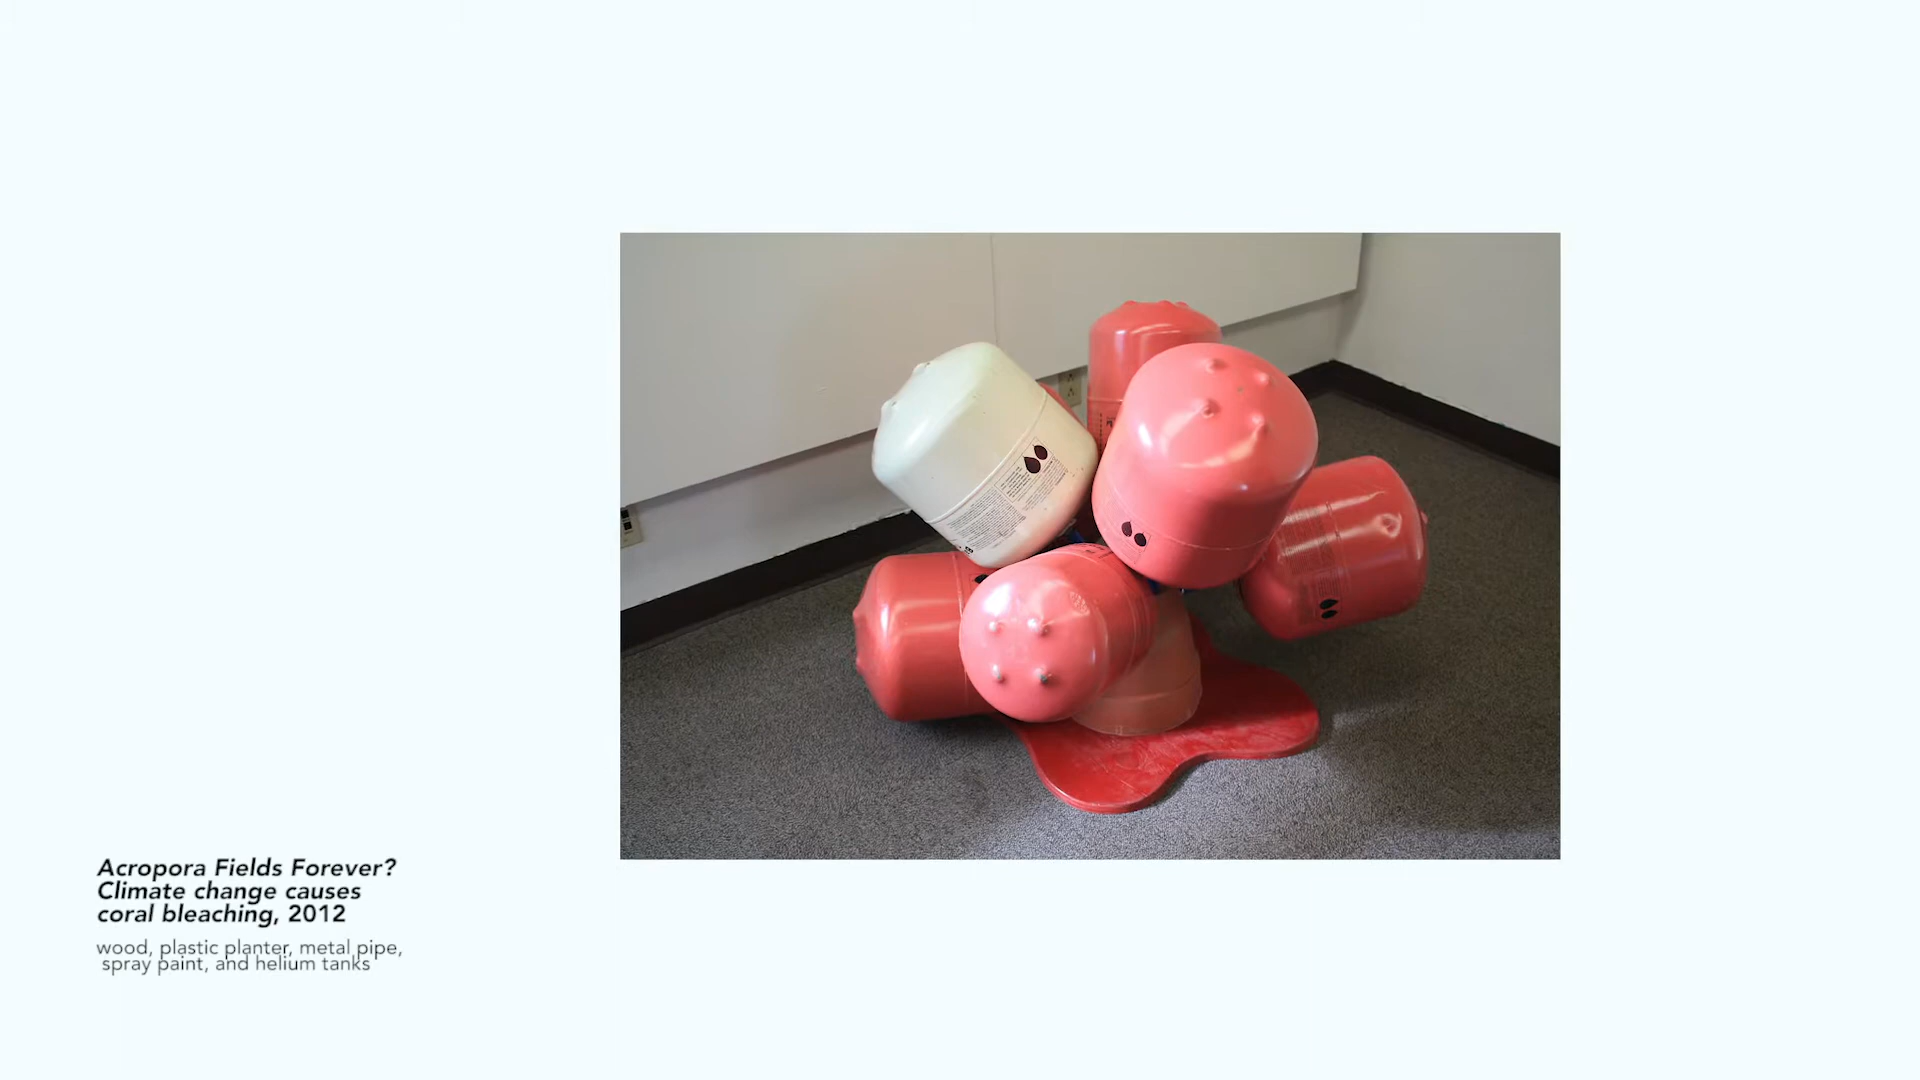 Acropora Fields Forever?
Climate change causes
coral bleaching, 2012
wood, plastic planter, metal pipe,
spray paint, and helium tanks